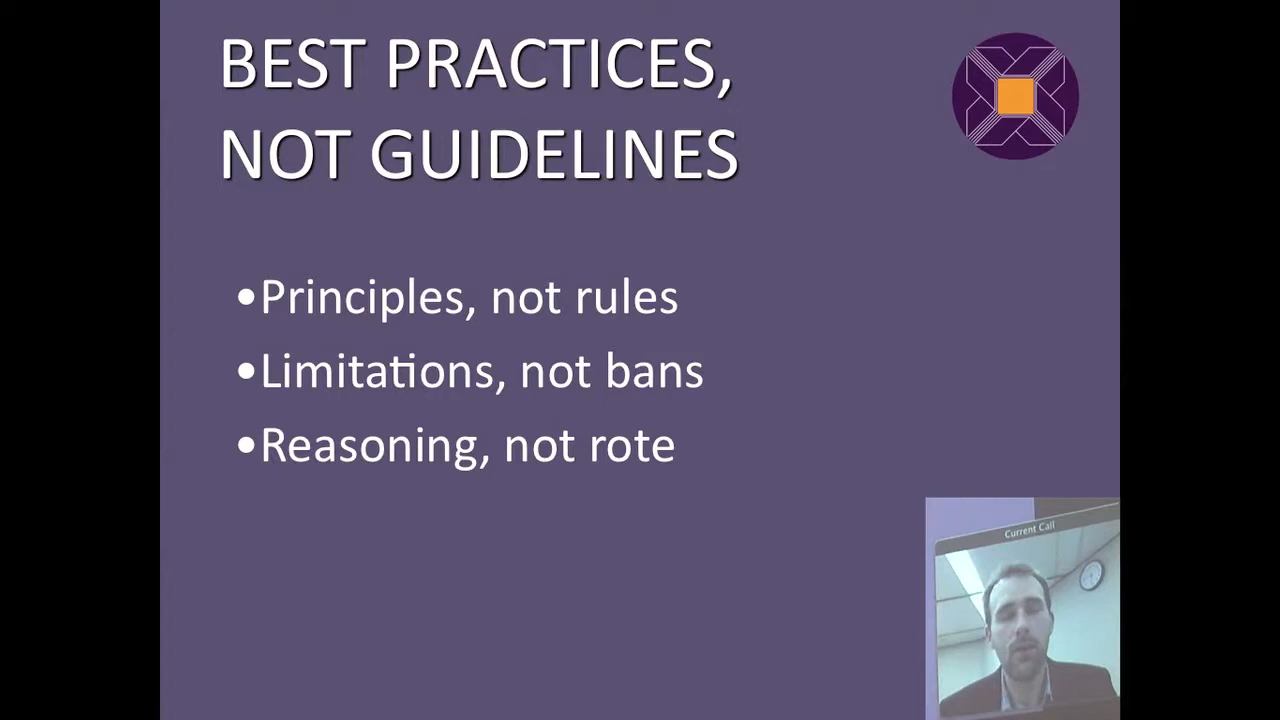 BEST PRACTICES,
NOT GUIDELINES
•Principles, not rules
•Limitations, not bans
•Reasoning, not rote
Current Call